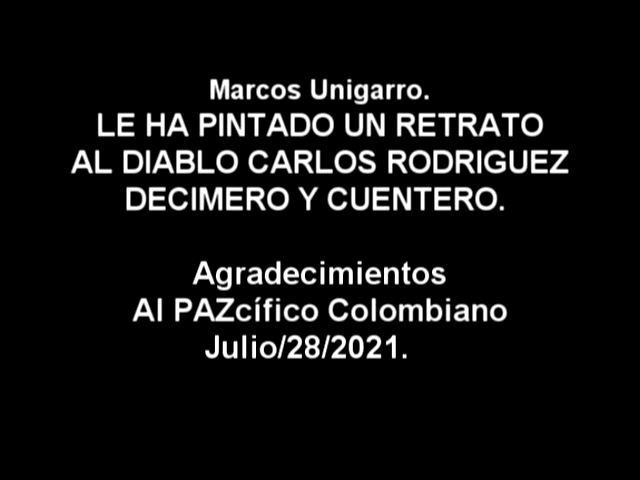 Marcos Unigarro.
LE HA PINTADO UN RETRATO
AL DIABLO CARLOS RODRIGUEZ
DECIMERO Y CUENTERO.
Agradecimientos
Al PAZcífico Colombiano
Julio/28/2021.